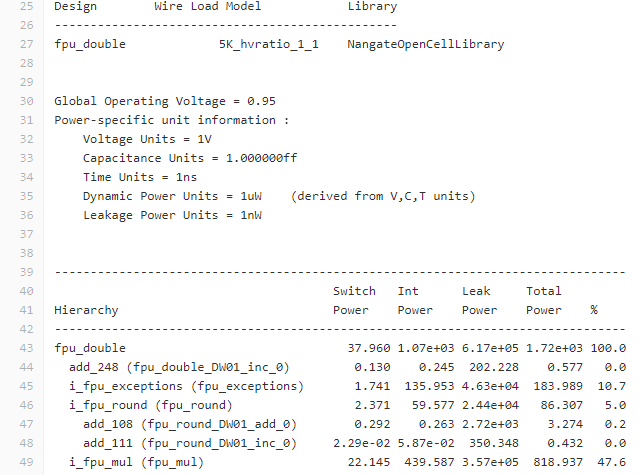 25 Design        Wire Load Model            Library
26 ------------------------------------------------
27 fpu_double             5K_hvratio_1_1    NangateOpenCellLibrary
28
29
30 Global Operating Voltage = 0.95
31 Power-specific unit information :
32     Voltage Units = 1V
33     Capacitance Units = 1.000000ff
34     Time Units = 1ns
35     Dynamic Power Units = 1uW    (derived from V,C,T units)
36     Leakage Power Units = 1nW
37
38
39 --------------------------------------------------------------------------------
40                                        Switch   Int      Leak     Total
41 Hierarchy                              Power    Power    Power    Power    %
42 --------------------------------------------------------------------------------
43 fpu_double                               37.960 1.07e+03 6.17e+05 1.72e+03 100.0
44   add_248 (fpu_double_DW01_inc_0)         0.130    0.245  202.228    0.577   0.0
45   i_fpu_exceptions (fpu_exceptions)       1.741  135.953 4.63e+04  183.989  10.7
46   i_fpu_round (fpu_round)                 2.371   59.577 2.44e+04   86.307   5.0
47     add_108 (fpu_round_DW01_add_0)        0.292    0.263 2.72e+03    3.274   0.2
48     add_111 (fpu_round_DW01_inc_0)     2.29e-02 5.87e-02  350.348    0.432   0.0
49   i_fpu_mul (fpu_mul)                    22.145  439.587 3.57e+05  818.937  47.6